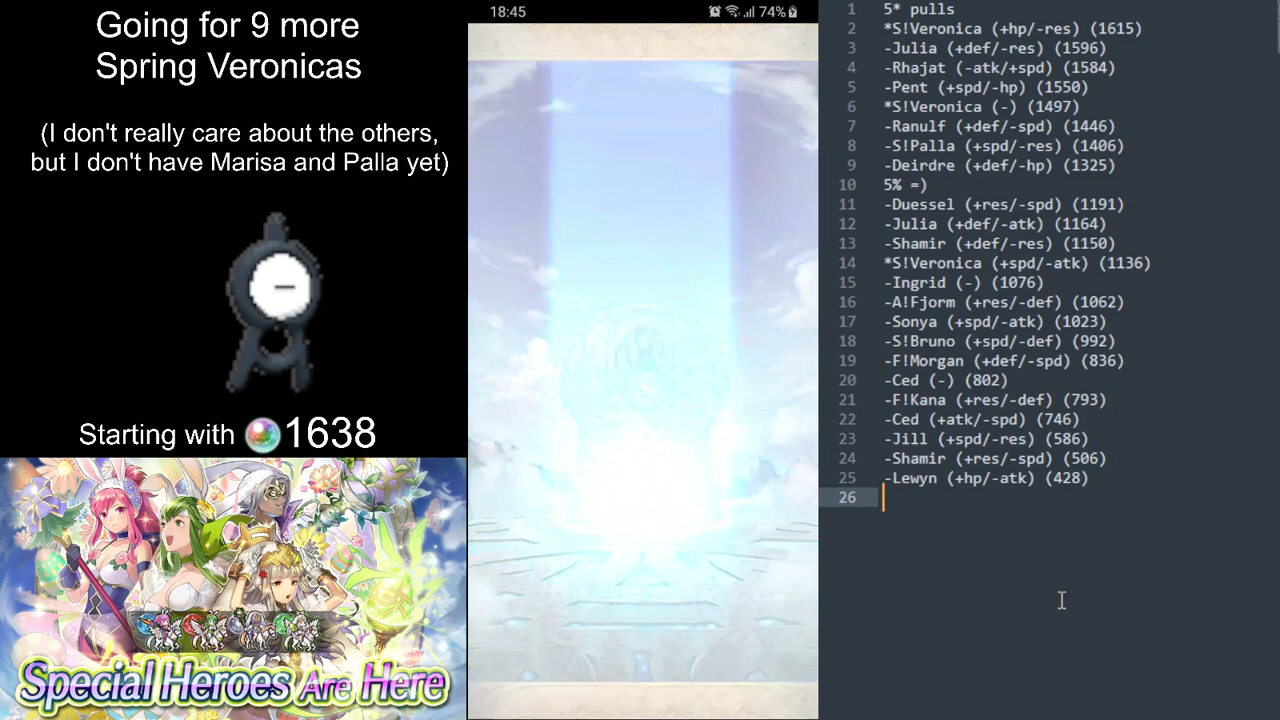 Going for 9 more
Spring Veronicas
(I don't really care about the others,
but I don't have Marisa and Palla yet)
Starting with 1638
Special Heroes Are Here
18:45
74%
1 5* pulls
2 *S!Veronica (+hp/-res) (1615)
3 -Julia (+def/-res) (1596)
4 -Rhajat (-atk/+spd) (1584)
5 -Pent (+spd/-hp) (1550)
6 *S!Veronica (-) (1497)
7 -Ranulf (+def/-spd) (1446)
8 -S!Palla (+spd/-res) (1406)
9 -Deirdre (+def/-hp) (1325)
10 5% =)
11 -Duessel (+res/-spd) (1191)
12 -Julia (+def/-atk) (1164)
13 -Shamir (+def/-res) (1150)
14 *S!Veronica (+spd/-atk) (1136)
15 -Ingrid (-) (1076)
16 -A!Fjorm (+res/-def) (1062)
17 -Sonya (+spd/-atk) (1023)
18 -S!Bruno (+spd/-def) (992)
19 -F!Morgan (+def/-spd) (836)
20 -Ced (-) (802)
21 -F!Kana (+res/-def) (793)
22 -Ced (+atk/-spd) (746)
23 -Jill (+spd/-res) (586)
24 -Shamir (+res/-spd) (506)
25 -Lewyn (+hp/-atk) (428)
26